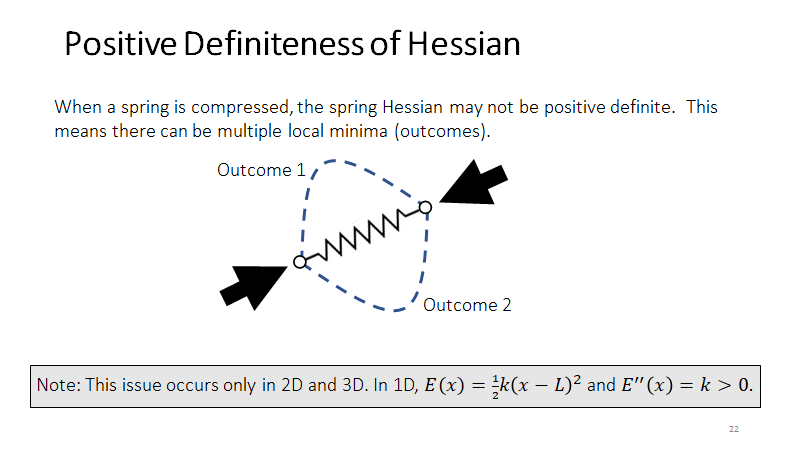 Positive Definiteness of Hessian
When a spring is compressed, the spring Hessian may not be positive definite. This
means there can be multiple local minima (outcomes).
Outcome 1
Outcome 2
Note: This issue occurs only in 2D and 3D. In 1D, 𝐸(𝑥) = ½𝑘(𝑥 − 𝐿)² and 𝐸′′(𝑥) = 𝑘 > 0.
22